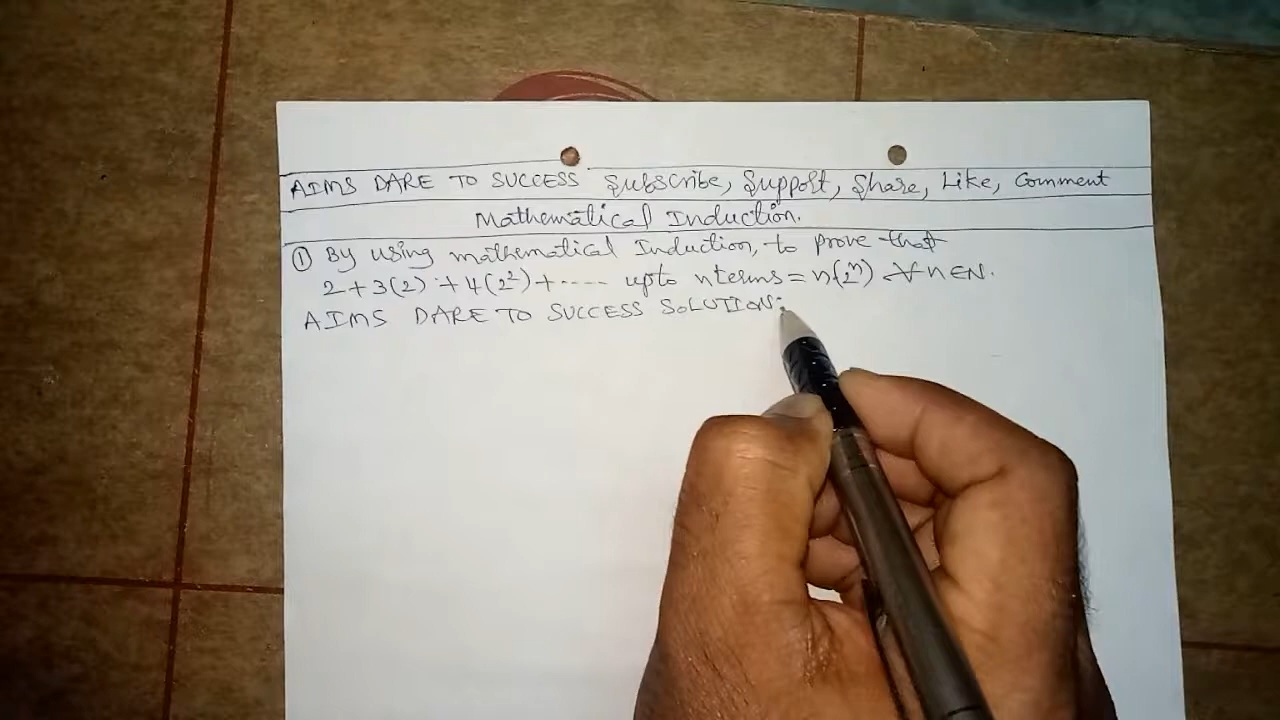 AIMS DARE TO SUCCESS Subscribe, Support, Share, Like, Comment
Mathematical Induction.
① By using mathematical Induction, to prove that
2+3(2)+4(2²)+..... upto n terms = n(2ⁿ) ∀ n∈N.
AIMS DARE TO SUCCESS SOLUTION: